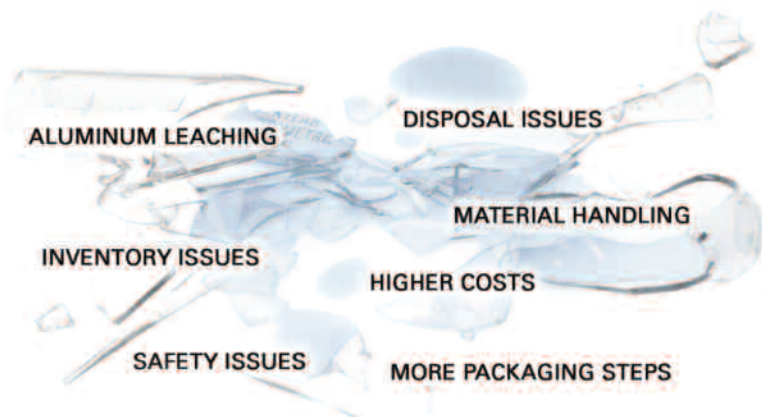 DISPOSAL ISSUES
ALUMINUM LEACHING
MATERIAL HANDLING
INVENTORY ISSUES
HIGHER COSTS
SAFETY ISSUES
MORE PACKAGING STEPS